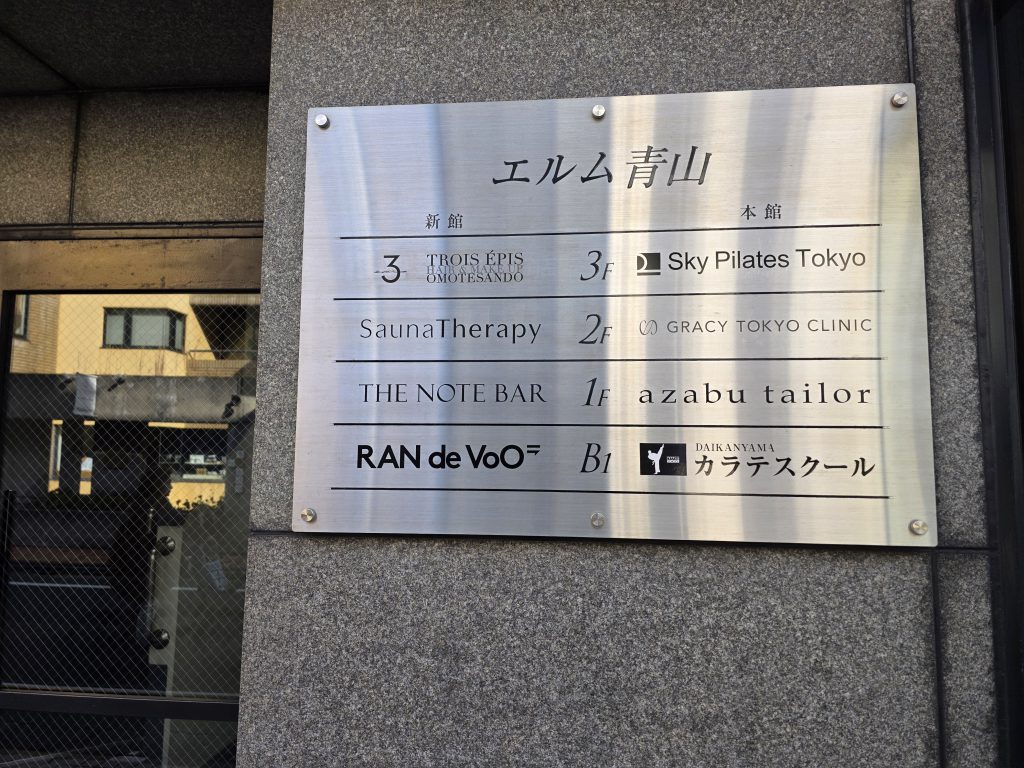 エルム青山
新館 本館
3 TROIS ÉPIS
HAIR & MAKE UP
OMOTESANDO
3F Sky Pilates Tokyo
SaunaTherapy 2F GRACY TOKYO CLINIC
THE NOTE BAR 1F azabu tailor
RAN de VoO B1 DAIKANYAMA
カラテスクール